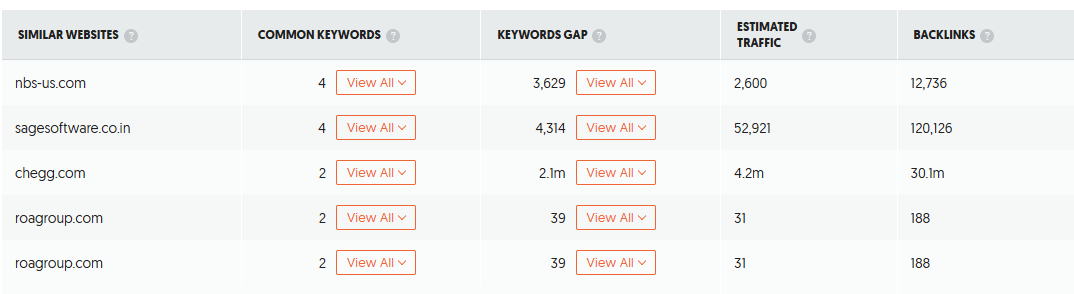 SIMILAR WEBSITES ? COMMON KEYWORDS ? KEYWORDS GAP ? ESTIMATED TRAFFIC ? BACKLINKS ?
nbs-us.com 4 View All 3,629 View All 2,600 12,736
sagesoftware.co.in 4 View All 4,314 View All 52,921 120,126
chegg.com 2 View All 2.1m View All 4.2m 30.1m
roagroup.com 2 View All 39 View All 31 188
roagroup.com 2 View All 39 View All 31 188